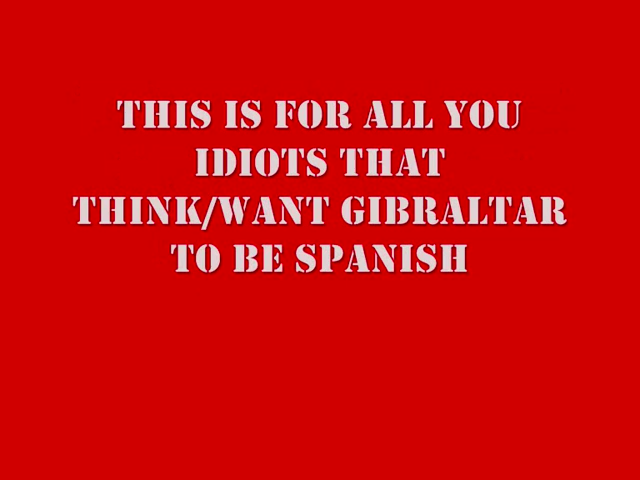 THIS IS FOR ALL YOU
IDIOTS THAT
THINK/WANT GIBRALTAR
TO BE SPANISH